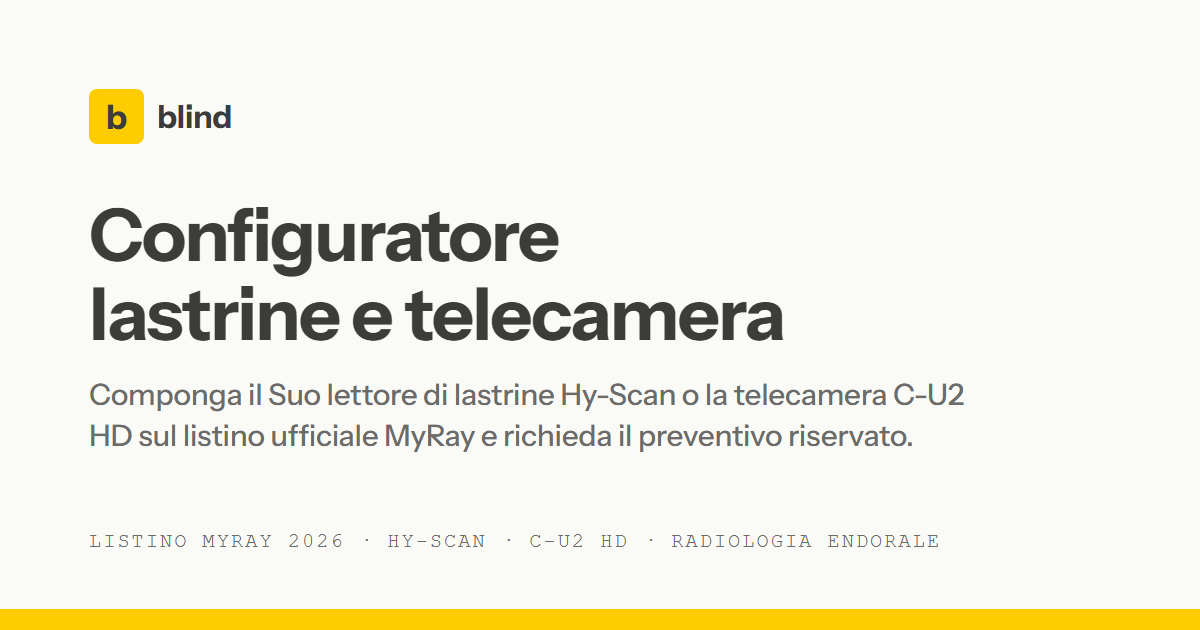 b blind
Configuratore
lastrine e telecamera
Componga il Suo lettore di lastrine Hy-Scan o la telecamera C-U2
HD sul listino ufficiale MyRay e richieda il preventivo riservato.
LISTINO MYRAY 2026 · HY-SCAN · C-U2 HD · RADIOLOGIA ENDORALE